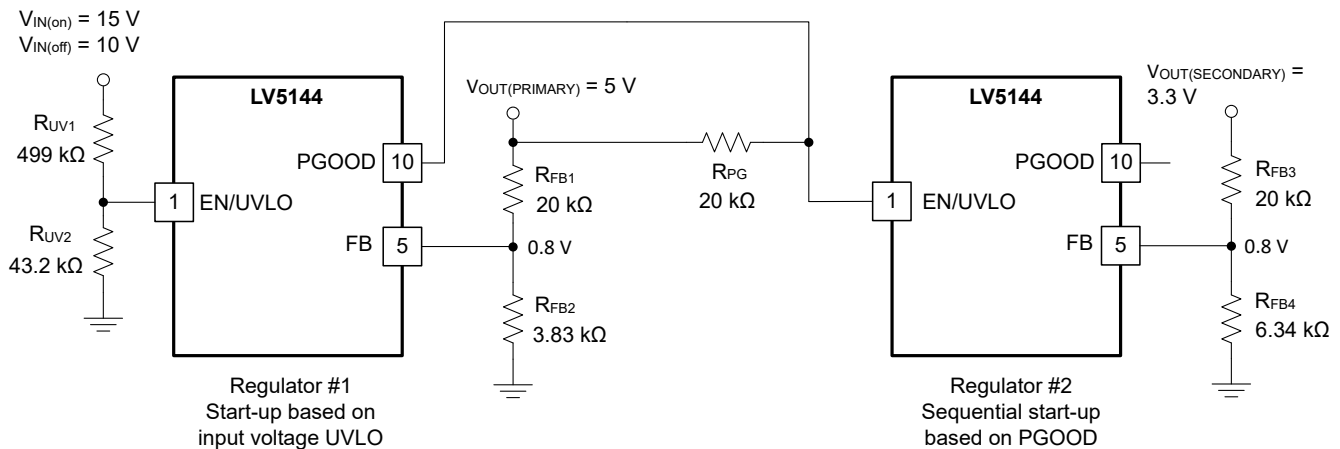 VIN(on) = 15 V
VIN(off) = 10 V
RUV1
499 kΩ
RUV2
43.2 kΩ
LV5144
PGOOD 10
1 EN/UVLO
FB 5
Regulator #1
Start-up based on
input voltage UVLO
VOUT(PRIMARY) = 5 V
RFB1
20 kΩ
0.8 V
RFB2
3.83 kΩ
RPG
20 kΩ
LV5144
PGOOD 10
1 EN/UVLO
FB 5
Regulator #2
Sequential start-up
based on PGOOD
VOUT(SECONDARY) =
3.3 V
RFB3
20 kΩ
0.8 V
RFB4
6.34 kΩ